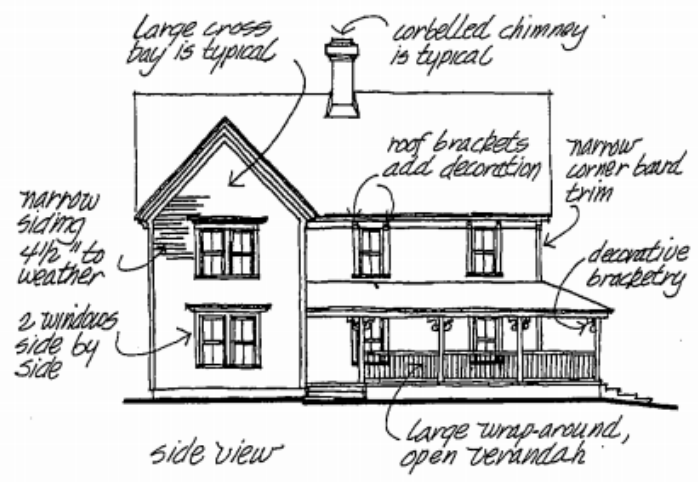 large cross
bay is typical
corbelled chimney
is typical
roof brackets
add decoration
narrow
corner board
trim
narrow
siding
4½" to
weather
decorative
bracketry
2 windows
side by
side
large wrap-around,
open verandah
side view